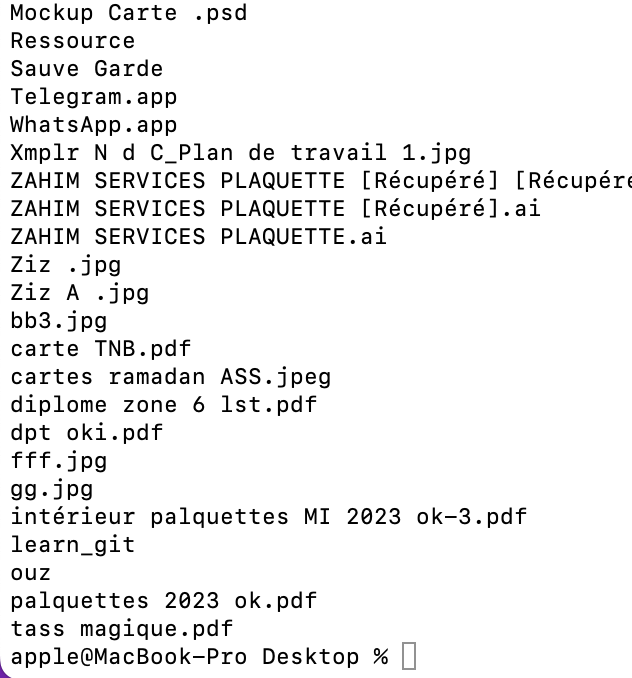 Mockup Carte .psd
Ressource
Sauve Garde
Telegram.app
WhatsApp.app
Xmplr N d C_Plan de travail 1.jpg
ZAHIM SERVICES PLAQUETTE [Récupéré] [Récupéré
ZAHIM SERVICES PLAQUETTE [Récupéré].ai
ZAHIM SERVICES PLAQUETTE.ai
Ziz .jpg
Ziz A .jpg
bb3.jpg
carte TNB.pdf
cartes ramadan ASS.jpeg
diplome zone 6 lst.pdf
dpt oki.pdf
fff.jpg
gg.jpg
intérieur palquettes MI 2023 ok-3.pdf
learn_git
ouz
palquettes 2023 ok.pdf
tass magique.pdf
apple@MacBook-Pro Desktop %